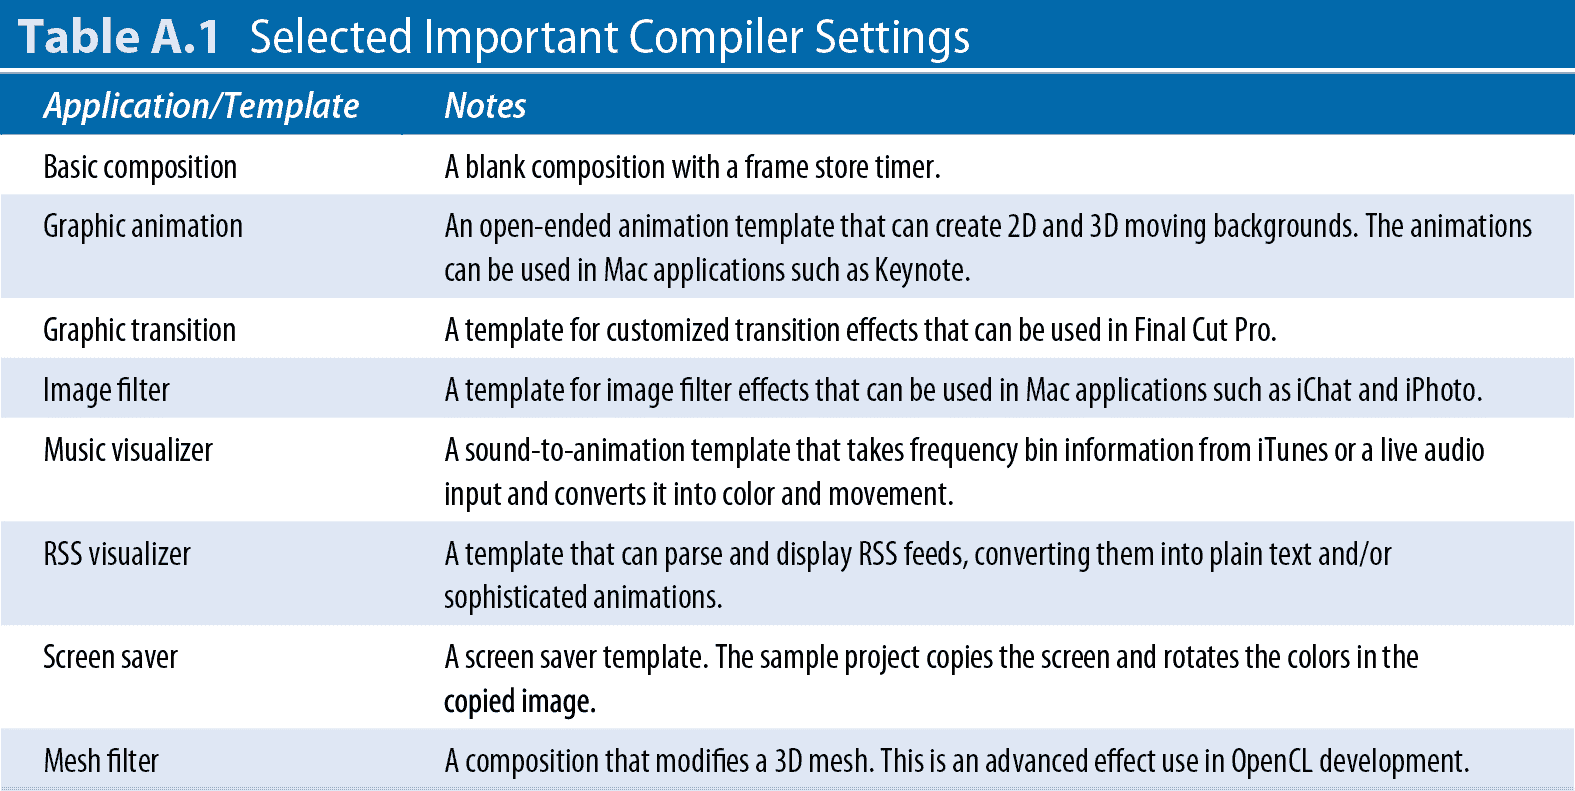 Table A.1 Selected Important Compiler Settings
Application/Template Notes
Basic composition A blank composition with a frame store timer.
Graphic animation An open-ended animation template that can create 2D and 3D moving backgrounds. The animations
can be used in Mac applications such as Keynote.
Graphic transition A template for customized transition effects that can be used in Final Cut Pro.
Image filter A template for image filter effects that can be used in Mac applications such as iChat and iPhoto.
Music visualizer A sound-to-animation template that takes frequency bin information from iTunes or a live audio
input and converts it into color and movement.
RSS visualizer A template that can parse and display RSS feeds, converting them into plain text and/or
sophisticated animations.
Screen saver A screen saver template. The sample project copies the screen and rotates the colors in the
copied image.
Mesh filter A composition that modifies a 3D mesh. This is an advanced effect use in OpenCL development.